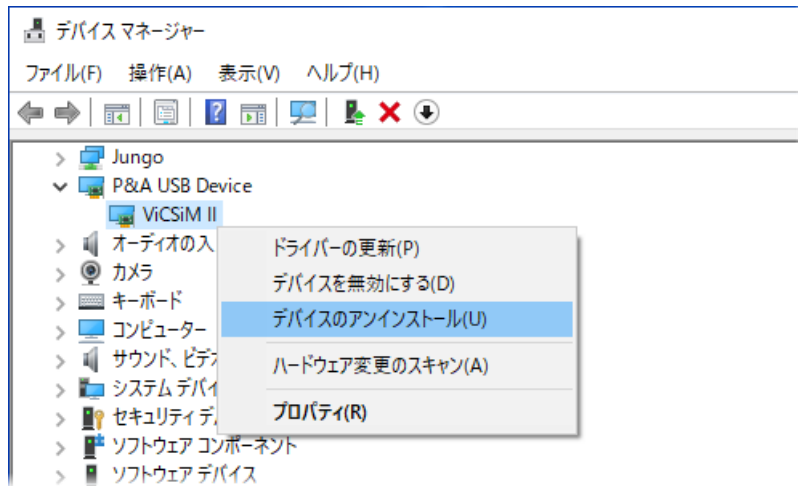 デバイス マネージャー
ファイル(F) 操作(A) 表示(V) ヘルプ(H)
Jungo
P&A USB Device
ViCSiM II
オーディオの入
カメラ
キーボード
コンピューター
サウンド、ビデ
システム デバイ
セキュリティ デ
ソフトウェア コンポーネント
ソフトウェア デバイス
ドライバーの更新(P)
デバイスを無効にする(D)
デバイスのアンインストール(U)
ハードウェア変更のスキャン(A)
プロパティ(R)